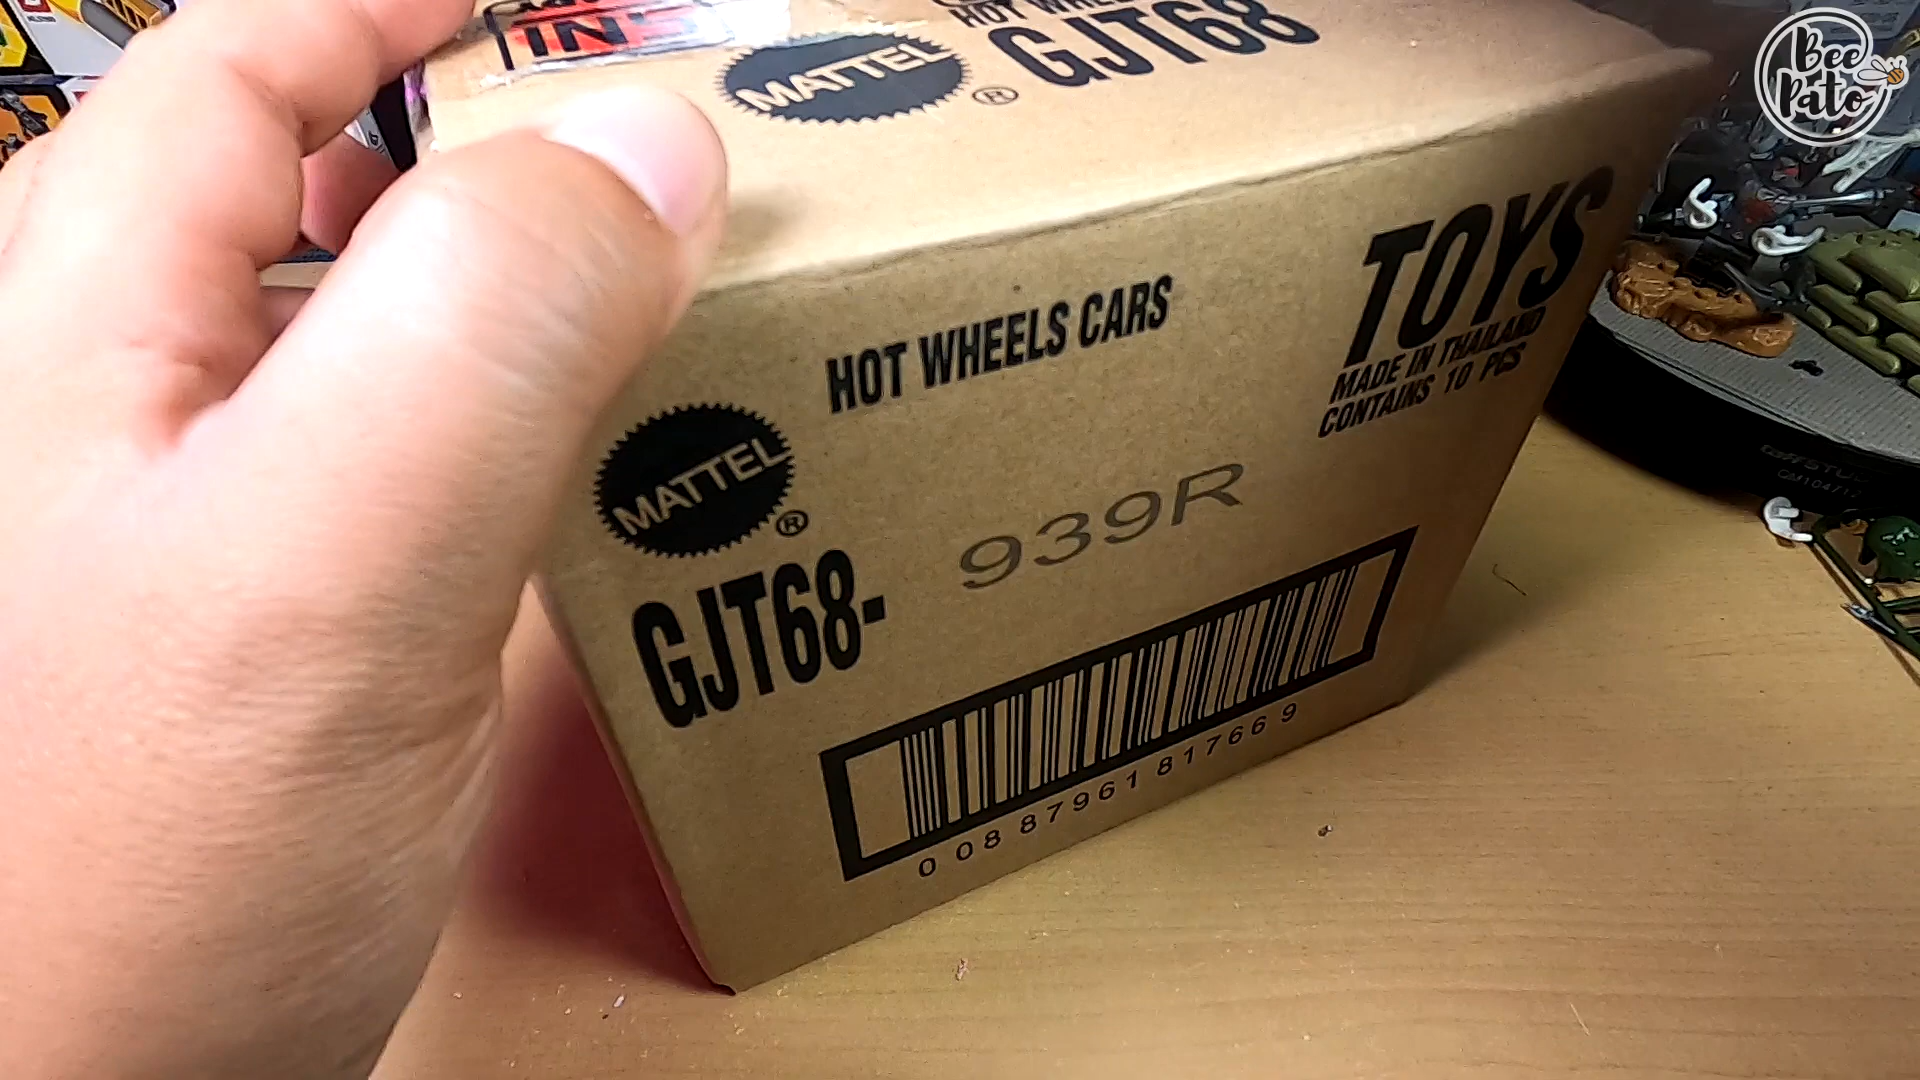 MATTEL
®
HOT WHEELS
GJT68
Bee
Pato
HOT WHEELS CARS
TOYS
MADE IN THAILAND
CONTAINS 10 PCS
MATTEL
®
GJT68-
939R
0 08 87961 81766 9